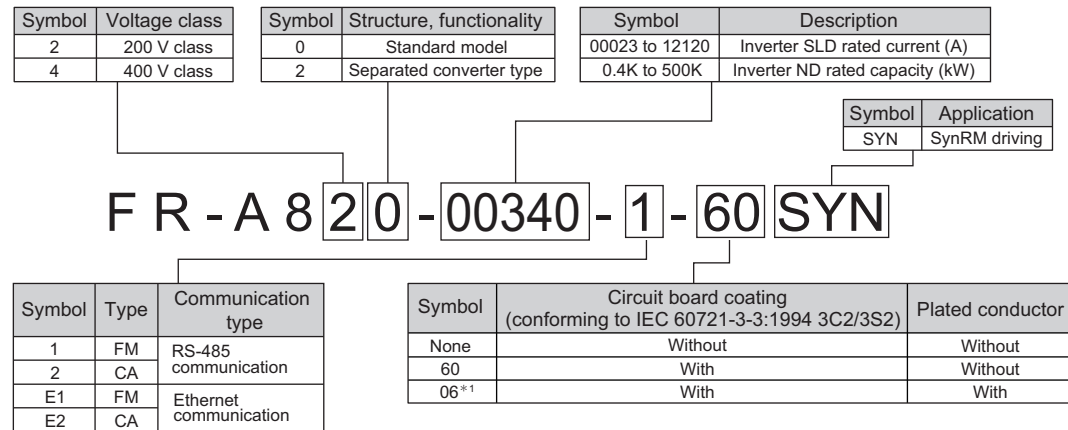 Symbol Voltage class
2 200 V class
4 400 V class
Symbol Structure, functionality
0 Standard model
2 Separated converter type
Symbol Description
00023 to 12120 Inverter SLD rated current (A)
0.4K to 500K Inverter ND rated capacity (kW)
Symbol Application
SYN SynRM driving
FR-A820-00340-1-60SYN
Symbol Type Communication type
1 FM RS-485 communication
2 CA
E1 FM Ethernet communication
E2 CA
Symbol Circuit board coating (conforming to IEC 60721-3-3:1994 3C2/3S2) Plated conductor
None Without Without
60 With Without
06*1 With With